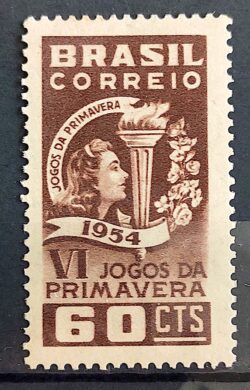 BRASIL
CORREIO
JOGOS DA PRIMAVERA
1954
VI JOGOS DA
PRIMAVERA
60 CTS